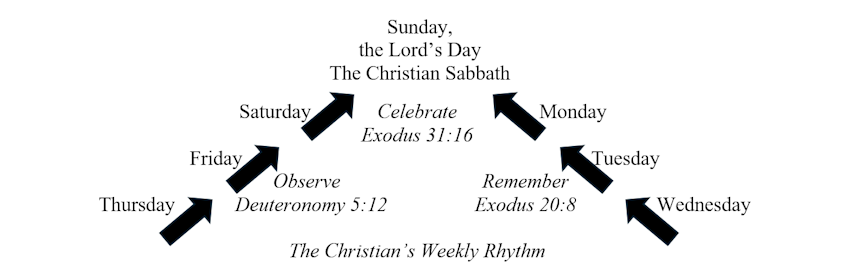 Sunday,
the Lord's Day
The Christian Sabbath
Saturday
Celebrate
Monday
Exodus 31:16
Friday
Tuesday
Observe
Remember
Thursday
Deuteronomy 5:12
Exodus 20:8
Wednesday
The Christian's Weekly Rhythm